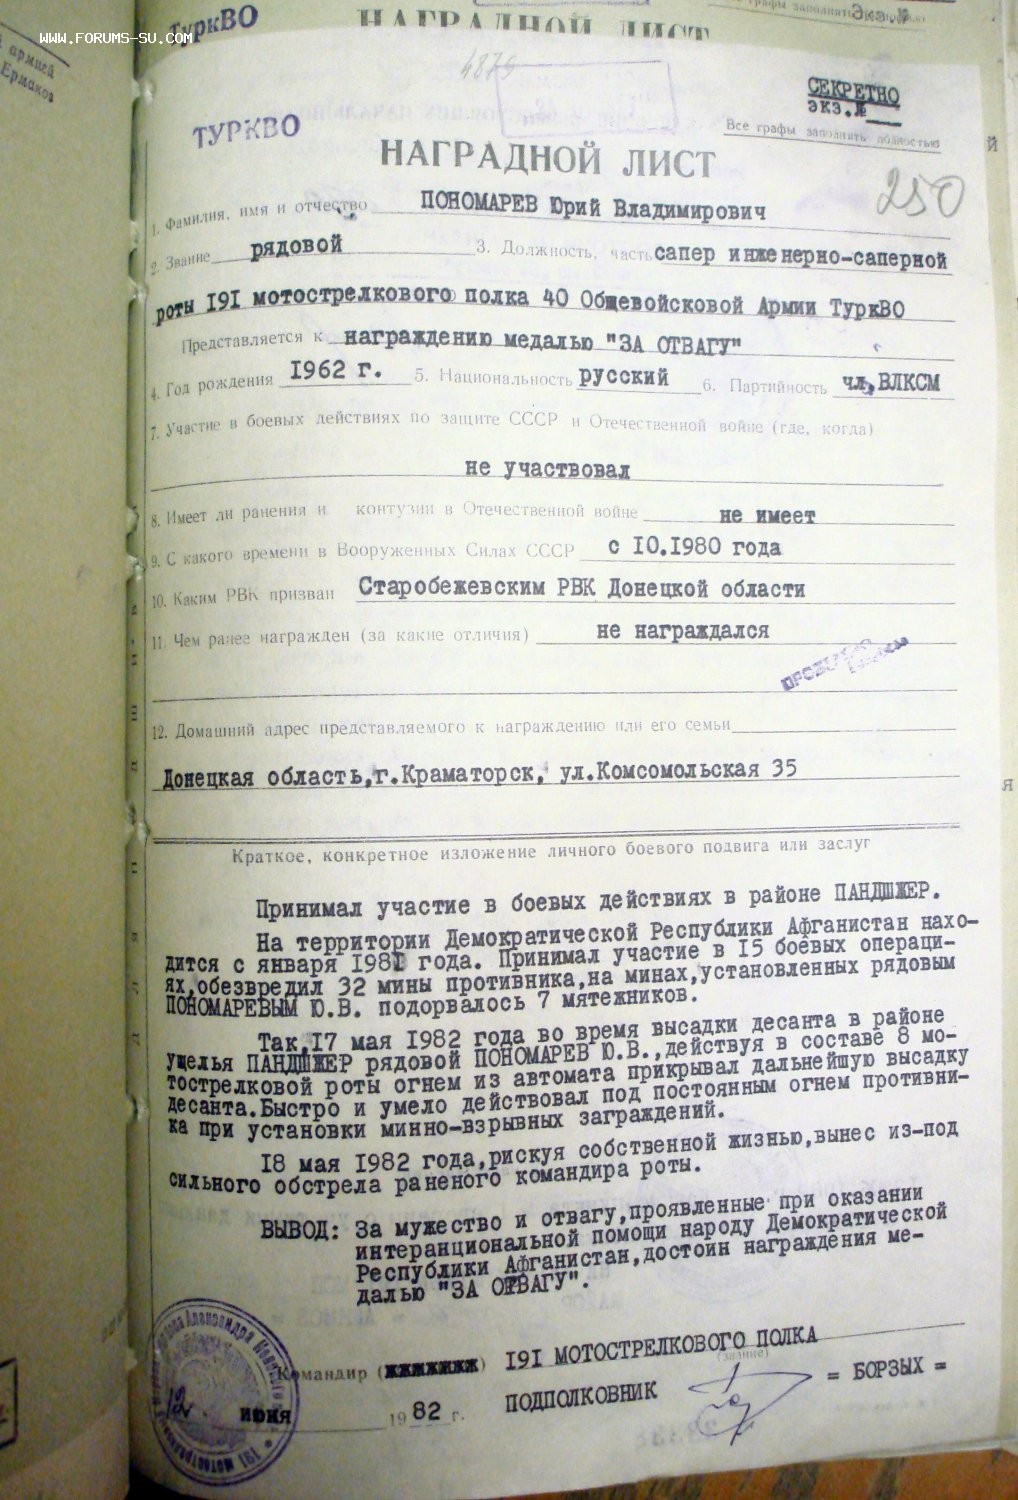 www.FORUMS-SU.COM
ТуркВО
НАГРАДНОЙ ЛИСТ
Экз.№
армией
Ермаков
4879
СЕКРЕТНО
экз.№
Все графы заполнить полностью
ТУРКВО
НАГРАДНОЙ ЛИСТ
250
1. Фамилия, имя и отчество ПОНОМАРЕВ Юрий Владимирович
2. Звание рядовой 3. Должность, часть сапер инженерно-саперной
роты 191 мотострелкового полка 40 Общевойсковой Армии ТуркВО
Представляется к награждению медалью "ЗА ОТВАГУ"
4. Год рождения 1962 г. 5. Национальность русский 6. Партийность чл.ВЛКСМ
7. Участие в боевых действиях по защите СССР и Отечественной войне (где, когда)
не участвовал
8. Имеет ли ранения и контузии в Отечественной войне не имеет
9. С какого времени в Вооруженных Силах СССР с 10.1980 года
10. Каким РВК призван Старобежевским РВК Донецкой области
11. Чем ранее награжден (за какие отличия) не награждался
12. Домашний адрес представляемого к награждению или его семьи
Донецкая область,г.Краматорск, ул.Комсомольская 35
Краткое, конкретное изложение личного боевого подвига или заслуг
Принимал участие в боевых действиях в районе ПАНДШЖЕР.
На территории Демократической Республики Афганистан нахо-
дится с января 1981 года. Принимал участие в 15 боевых операци-
ях,обезвредил 32 мины противника,на минах,установленных рядовым
ПОНОМАРЕВЫМ Ю.В. подорвалось 7 мятежников.
Так,17 мая 1982 года во время высадки десанта в районе
ущелья ПАНДШЖЕР рядовой ПОНОМАРЕВ Ю.В.,действуя в составе 8 мо-
тострелковой роты огнем из автомата прикрывал дальнейшую высадку
десанта.Быстро и умело действовал под постоянным огнем противни-
ка при установки минно-взрывных заграждений.
18 мая 1982 года,рискуя собственной жизнью,вынес из-под
сильного обстрела раненого командира роты.
ВЫВОД: За мужество и отвагу,проявленные при оказании
интеранциональной помощи народу Демократической
Республики Афганистан,достоин награждения ме-
далью "ЗА ОТВАГУ".
Командир ( ) 191 МОТОСТРЕЛКОВОГО ПОЛКА
(звание)
ПОДПОЛКОВНИК = БОРЗЫХ =
12 июня 1982 г.